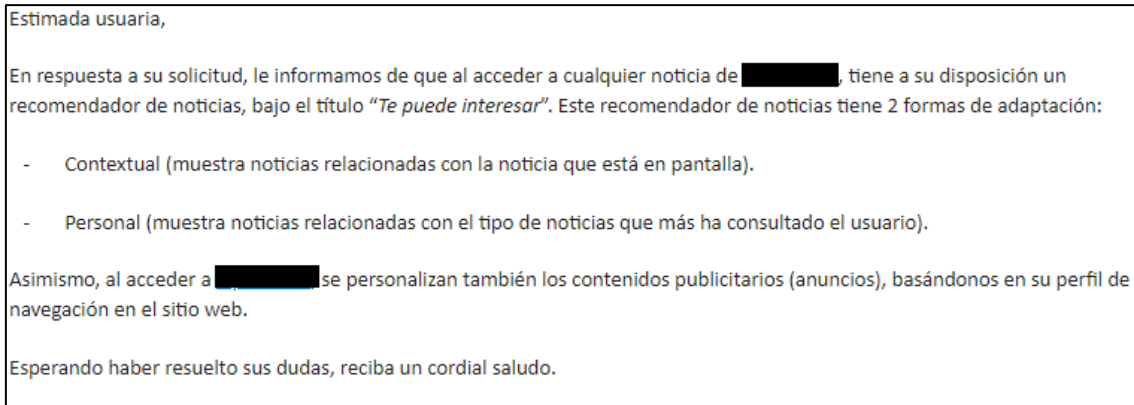 Estimada usuaria,
En respuesta a su solicitud, le informamos de que al acceder a cualquier noticia de , tiene a su disposición un
recomendador de noticias, bajo el título “Te puede interesar”. Este recomendador de noticias tiene 2 formas de adaptación:
- Contextual (muestra noticias relacionadas con la noticia que está en pantalla).
- Personal (muestra noticias relacionadas con el tipo de noticias que más ha consultado el usuario).
Asimismo, al acceder a se personalizan también los contenidos publicitarios (anuncios), basándonos en su perfil de
navegación en el sitio web.
Esperando haber resuelto sus dudas, reciba un cordial saludo.